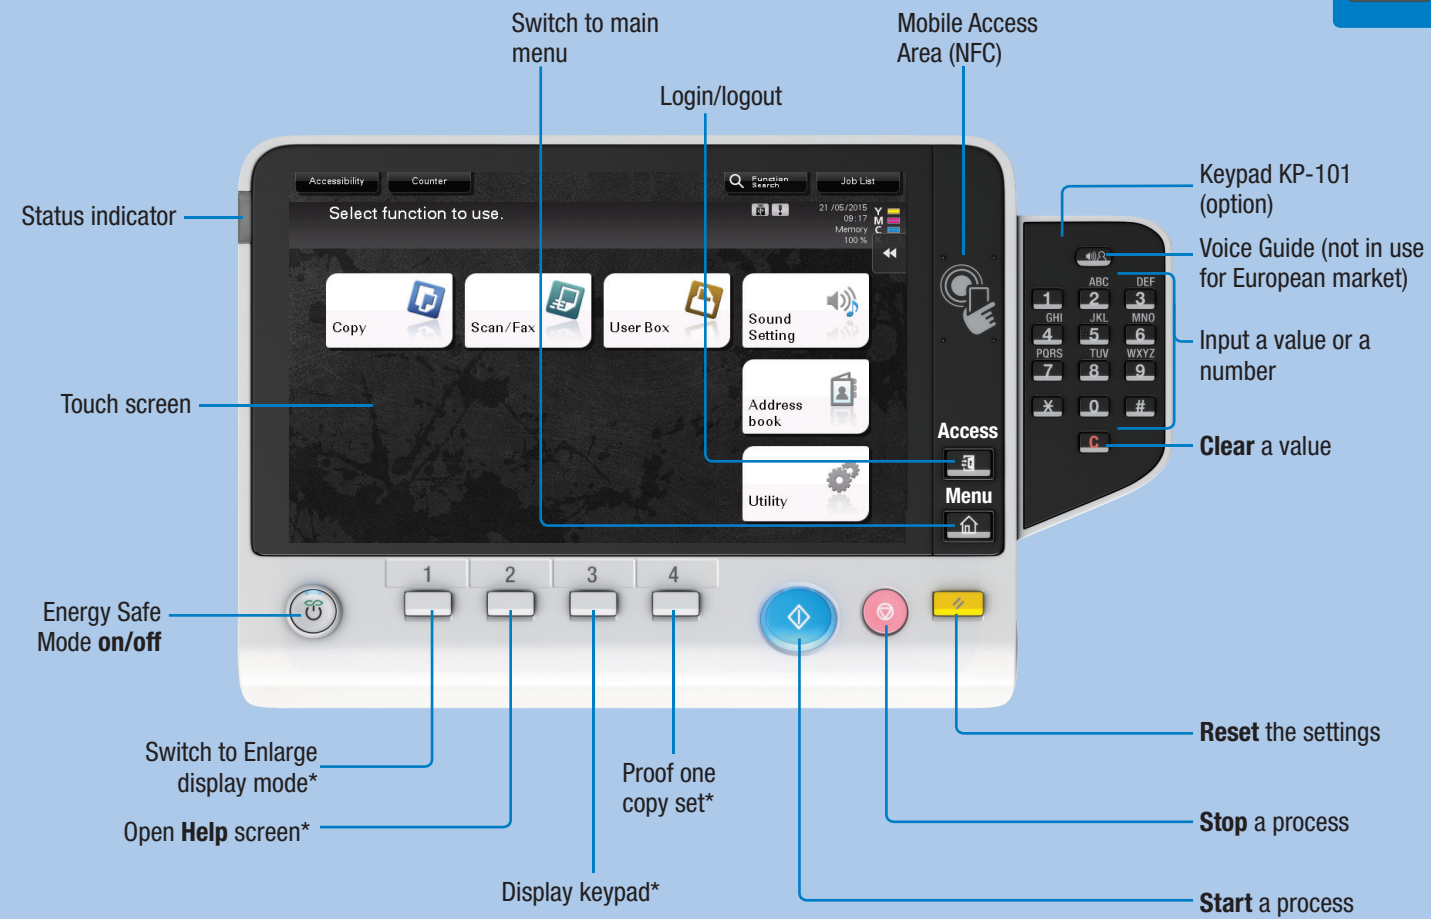 Switch to main
menu
Mobile Access
Area (NFC)
Login/logout
Accessibility
Counter
Function
Search
Job List
Select function to use.
21 /05/2015
09:17
Memory
100 %
Y
M
C
K
Status indicator
Keypad KP-101
(option)
Voice Guide (not in use
for European market)
Copy
Scan/Fax
User Box
Sound
Setting
ABC DEF
1 2 3
GHI JKL MNO
4 5 6
PQRS TUV WXYZ
7 8 9
* 0 #
C
Input a value or a
number
Touch screen
Address
book
Access
Clear a value
Utility
Menu
1 2 3 4
Energy Safe
Mode on/off
Switch to Enlarge
display mode*
Open Help screen*
Display keypad*
Proof one
copy set*
Reset the settings
Stop a process
Start a process